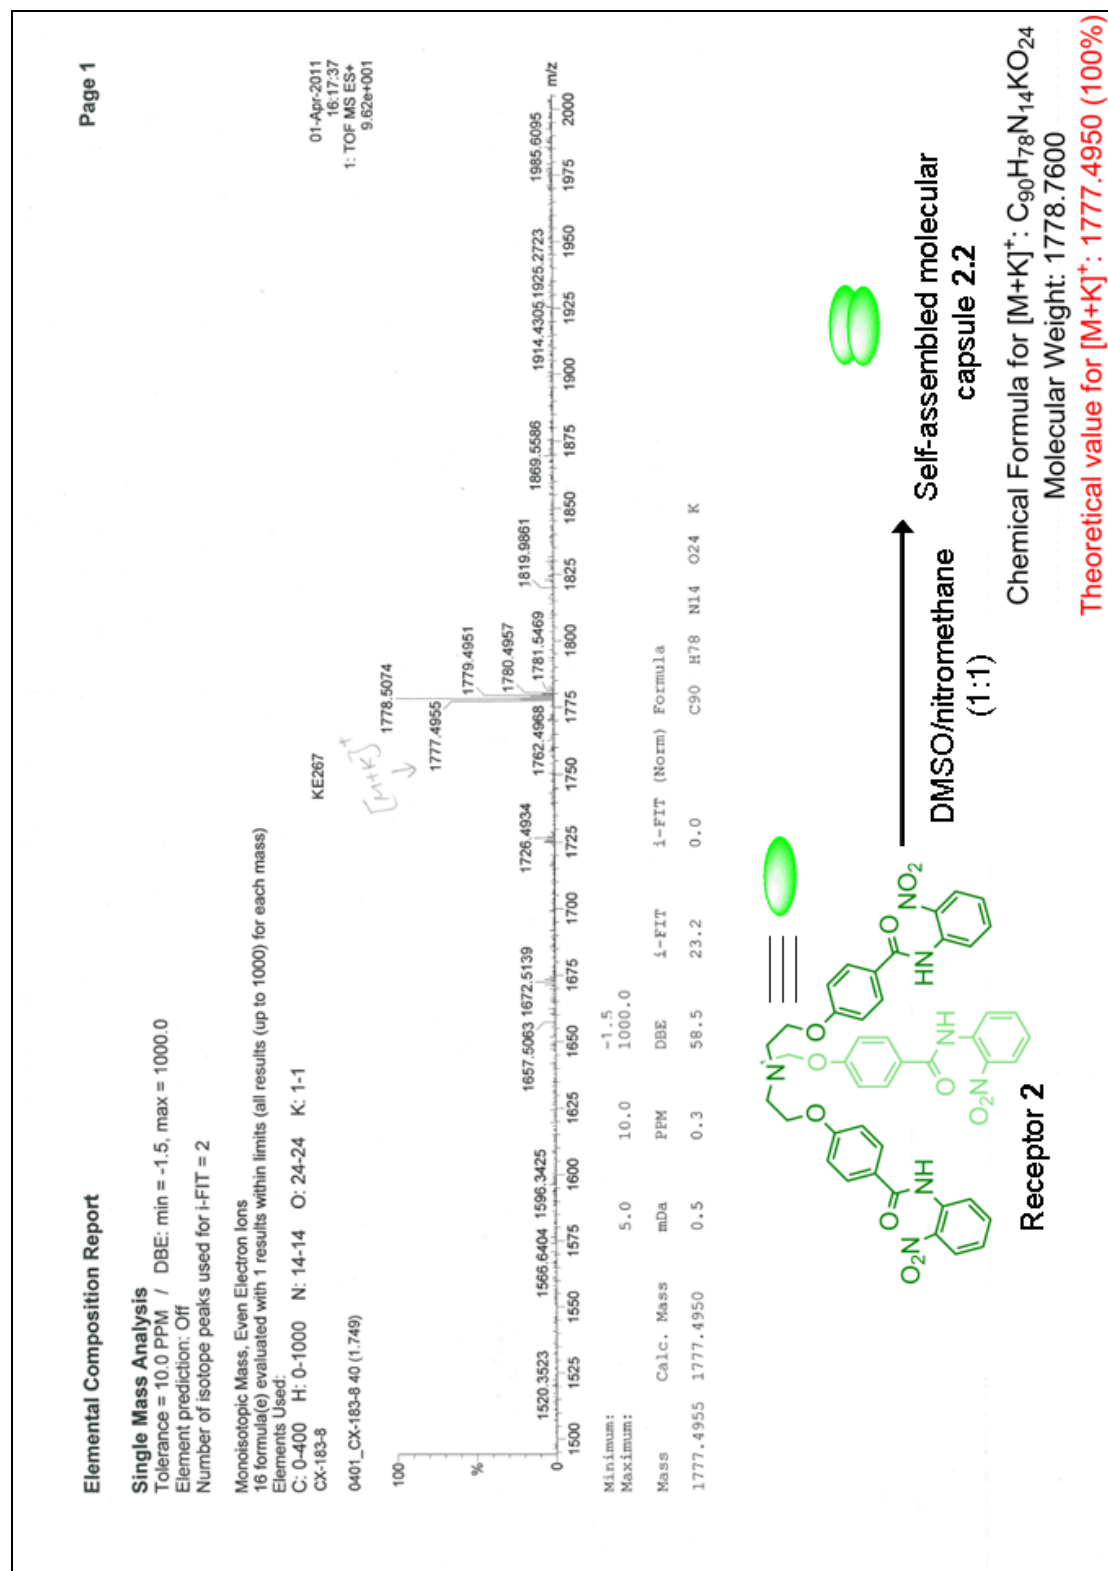 Elemental Composition Report
Page 1
Single Mass Analysis
Tolerance = 10.0 PPM / DBE: min = -1.5, max = 1000.0
Element prediction: Off
Number of isotope peaks used for i-FIT = 2
Monoisotopic Mass, Even Electron Ions
16 formula(e) evaluated with 1 results within limits (all results (up to 1000) for each mass)
Elements Used:
C: 0-400 H: 0-1000 N: 14-14 O: 24-24 K: 1-1
CX-183-8
KE267
01-Apr-2011
16:17:37
0401_CX-183-8 40 (1.749)
1: TOF MS ES+
9.62e+001
[M+K]+
100
%
0
1520.3523
1566.6404
1596.3425
1657.5063
1672.5139
1726.4934
1762.4968
1777.4955
1778.5074
1779.4951
1780.4957
1781.5469
1819.9861
1869.5586
1914.4305
1925.2723
1985.6095
1500 1525 1550 1575 1600 1625 1650 1675 1700 1725 1750 1775 1800 1825 1850 1875 1900 1925 1950 1975 2000
m/z
Minimum: -1.5
Maximum: 5.0 10.0 1000.0
Mass Calc. Mass mDa PPM DBE i-FIT i-FIT (Norm) Formula
1777.4955 1777.4950 0.5 0.3 58.5 23.2 0.0 C90 H78 N14 O24 K
N
O
O
O
O
NH
O₂N
O
NH
O₂N
O
HN
NO₂
Receptor 2
DMSO/nitromethane
(1:1)
Self-assembled molecular
capsule 2.2
Chemical Formula for [M+K]⁺: C₉₀H₇₈N₁₄KO₂₄
Molecular Weight: 1778.7600
Theoretical value for [M+K]⁺: 1777.4950 (100%)